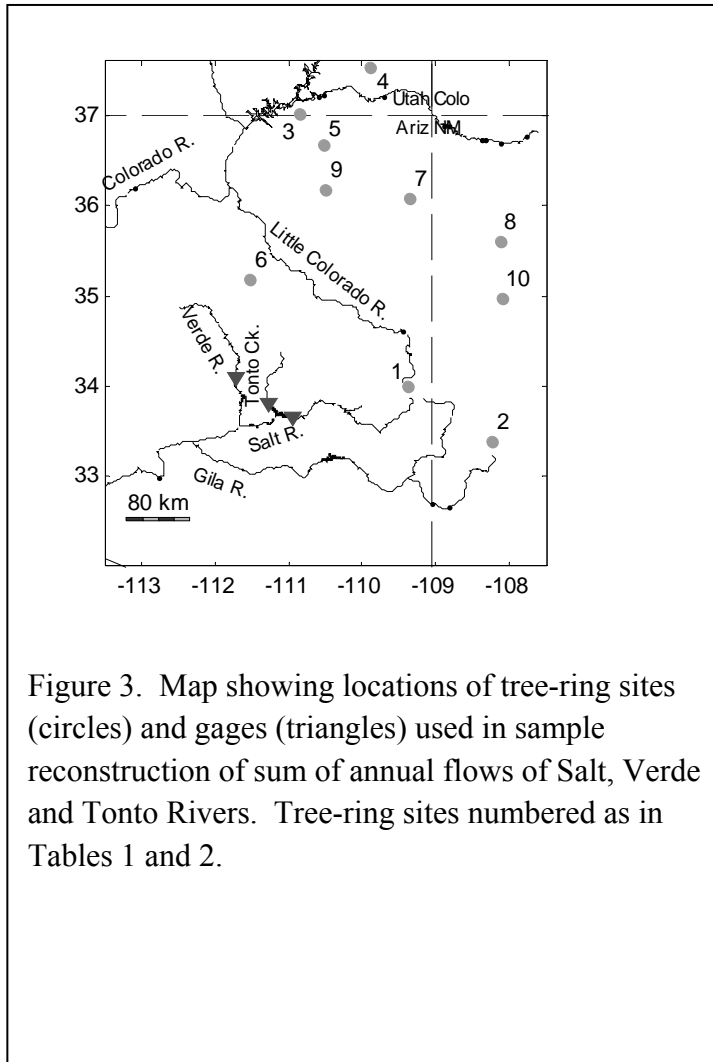 4
Utah Colo
37
3
5
Ariz NM
Colorado R.
9
7
36
8
6
Little Colorado R.
10
35
Verde R.
Tonto Ck.
34
1
2
Salt R.
33
Gila R.
80 km
-113
-112
-111
-110
-109
-108
Figure 3. Map showing locations of tree-ring sites
(circles) and gages (triangles) used in sample
reconstruction of sum of annual flows of Salt, Verde
and Tonto Rivers. Tree-ring sites numbered as in
Tables 1 and 2.